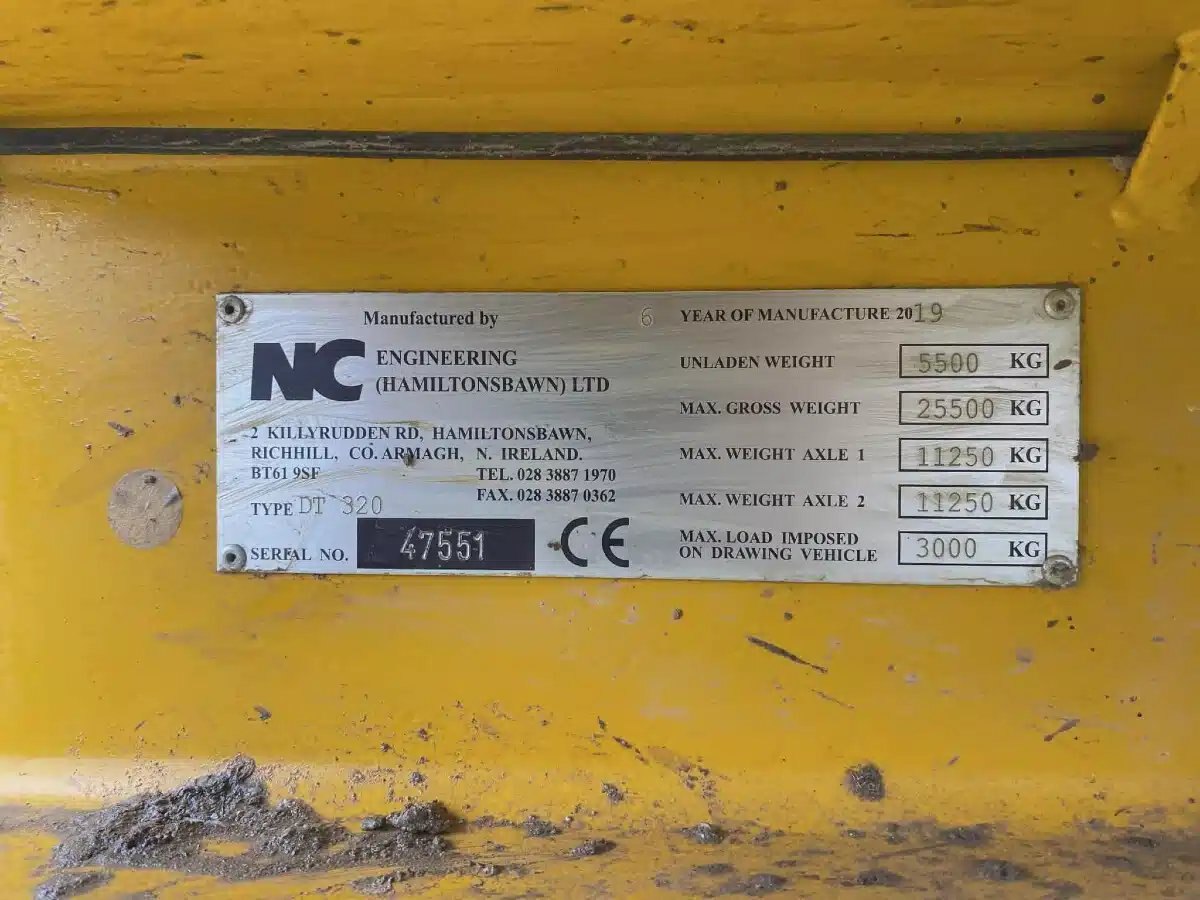 Manufactured by
NC ENGINEERING
(HAMILTONSBAWN) LTD
2 KILLYRUDDEN RD, HAMILTONSBAWN,
RICHHILL, CO. ARMAGH, N. IRELAND.
BT61 9SF TEL. 028 3887 1970
FAX. 028 3887 0362
TYPE DT 320
SERIAL NO. 47551 CE
6 YEAR OF MANUFACTURE 2019
UNLADEN WEIGHT 5500 KG
MAX. GROSS WEIGHT 25500 KG
MAX. WEIGHT AXLE 1 11250 KG
MAX. WEIGHT AXLE 2 11250 KG
MAX. LOAD IMPOSED
ON DRAWING VEHICLE 3000 KG